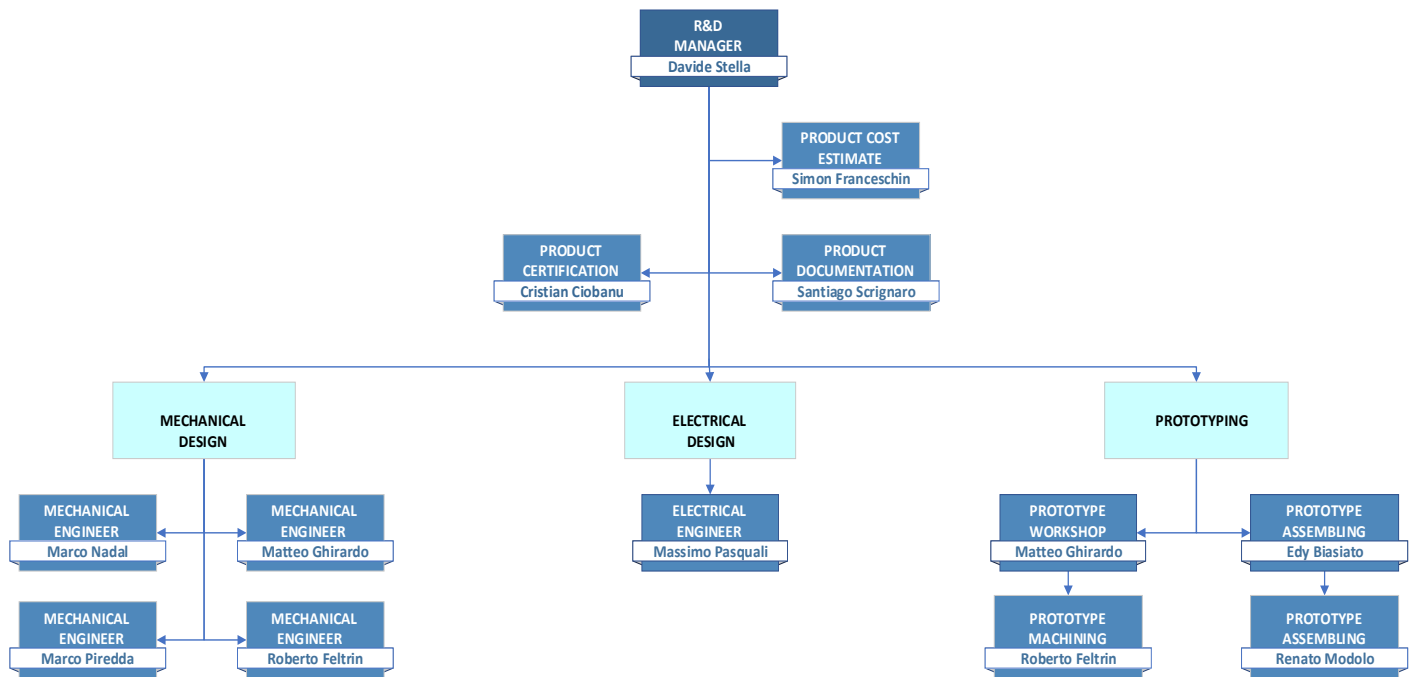 R&D
MANAGER
Davide Stella
PRODUCT COST
ESTIMATE
Simon Franceschin
PRODUCT
CERTIFICATION
Cristian Ciobanu
PRODUCT
DOCUMENTATION
Santiago Scrignaro
MECHANICAL
DESIGN
ELECTRICAL
DESIGN
PROTOTYPING
MECHANICAL
ENGINEER
Marco Nadal
MECHANICAL
ENGINEER
Matteo Ghirardo
ELECTRICAL
ENGINEER
Massimo Pasquali
PROTOTYPE
WORKSHOP
Matteo Ghirardo
PROTOTYPE
ASSEMBLING
Edy Biasiato
MECHANICAL
ENGINEER
Marco Piredda
MECHANICAL
ENGINEER
Roberto Feltrin
PROTOTYPE
MACHINING
Roberto Feltrin
PROTOTYPE
ASSEMBLING
Renato Modolo